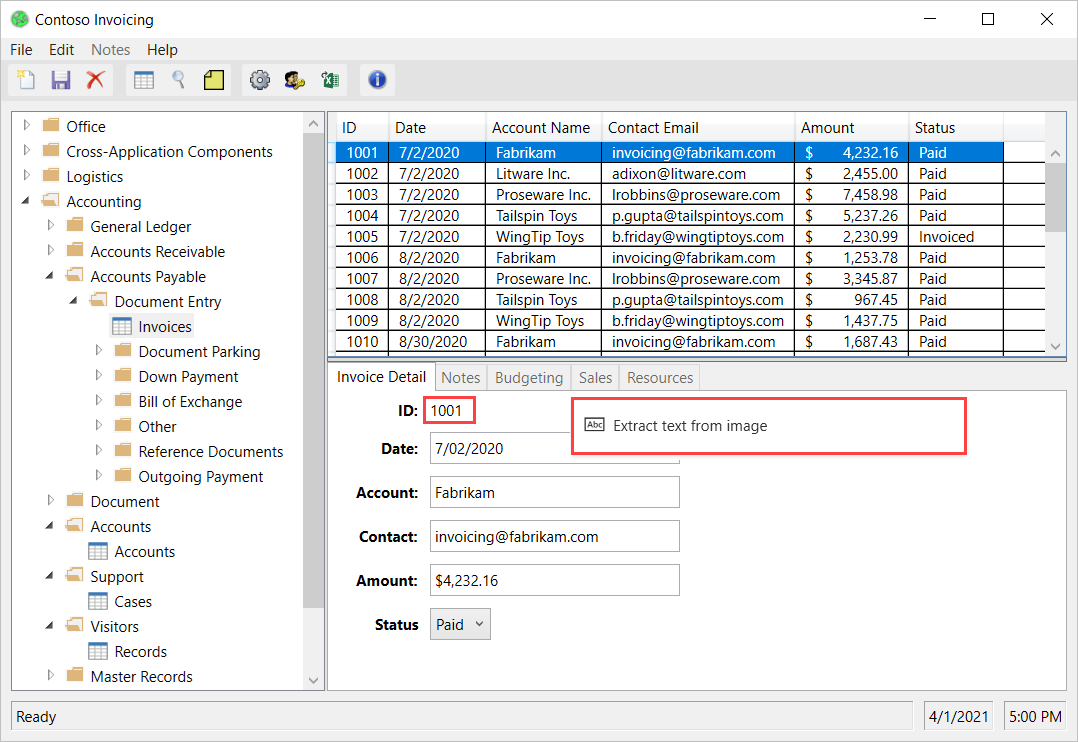 Contoso Invoicing
File Edit Notes Help
Office
Cross-Application Components
Logistics
Accounting
General Ledger
Accounts Receivable
Accounts Payable
Document Entry
Invoices
Document Parking
Down Payment
Bill of Exchange
Other
Reference Documents
Outgoing Payment
Document
Accounts
Accounts
Support
Cases
Visitors
Records
Master Records
ID Date Account Name Contact Email Amount Status
1001 7/2/2020 Fabrikam invoicing@fabrikam.com $ 4,232.16 Paid
1002 7/2/2020 Litware Inc. adixon@litware.com $ 2,455.00 Paid
1003 7/2/2020 Proseware Inc. lrobbins@proseware.com $ 7,458.98 Paid
1004 7/2/2020 Tailspin Toys p.gupta@tailspintoys.com $ 5,237.26 Paid
1005 7/2/2020 WingTip Toys b.friday@wingtiptoys.com $ 2,230.99 Invoiced
1006 8/2/2020 Fabrikam invoicing@fabrikam.com $ 1,253.78 Paid
1007 8/2/2020 Proseware Inc. lrobbins@proseware.com $ 3,345.87 Paid
1008 8/2/2020 Tailspin Toys p.gupta@tailspintoys.com $ 967.45 Paid
1009 8/2/2020 WingTip Toys b.friday@wingtiptoys.com $ 1,437.75 Paid
1010 8/30/2020 Fabrikam invoicing@fabrikam.com $ 1,687.43 Paid
Invoice Detail Notes Budgeting Sales Resources
ID: 1001
Abc Extract text from image
Date: 7/02/2020
Account: Fabrikam
Contact: invoicing@fabrikam.com
Amount: $4,232.16
Status Paid
Ready 4/1/2021 5:00 PM